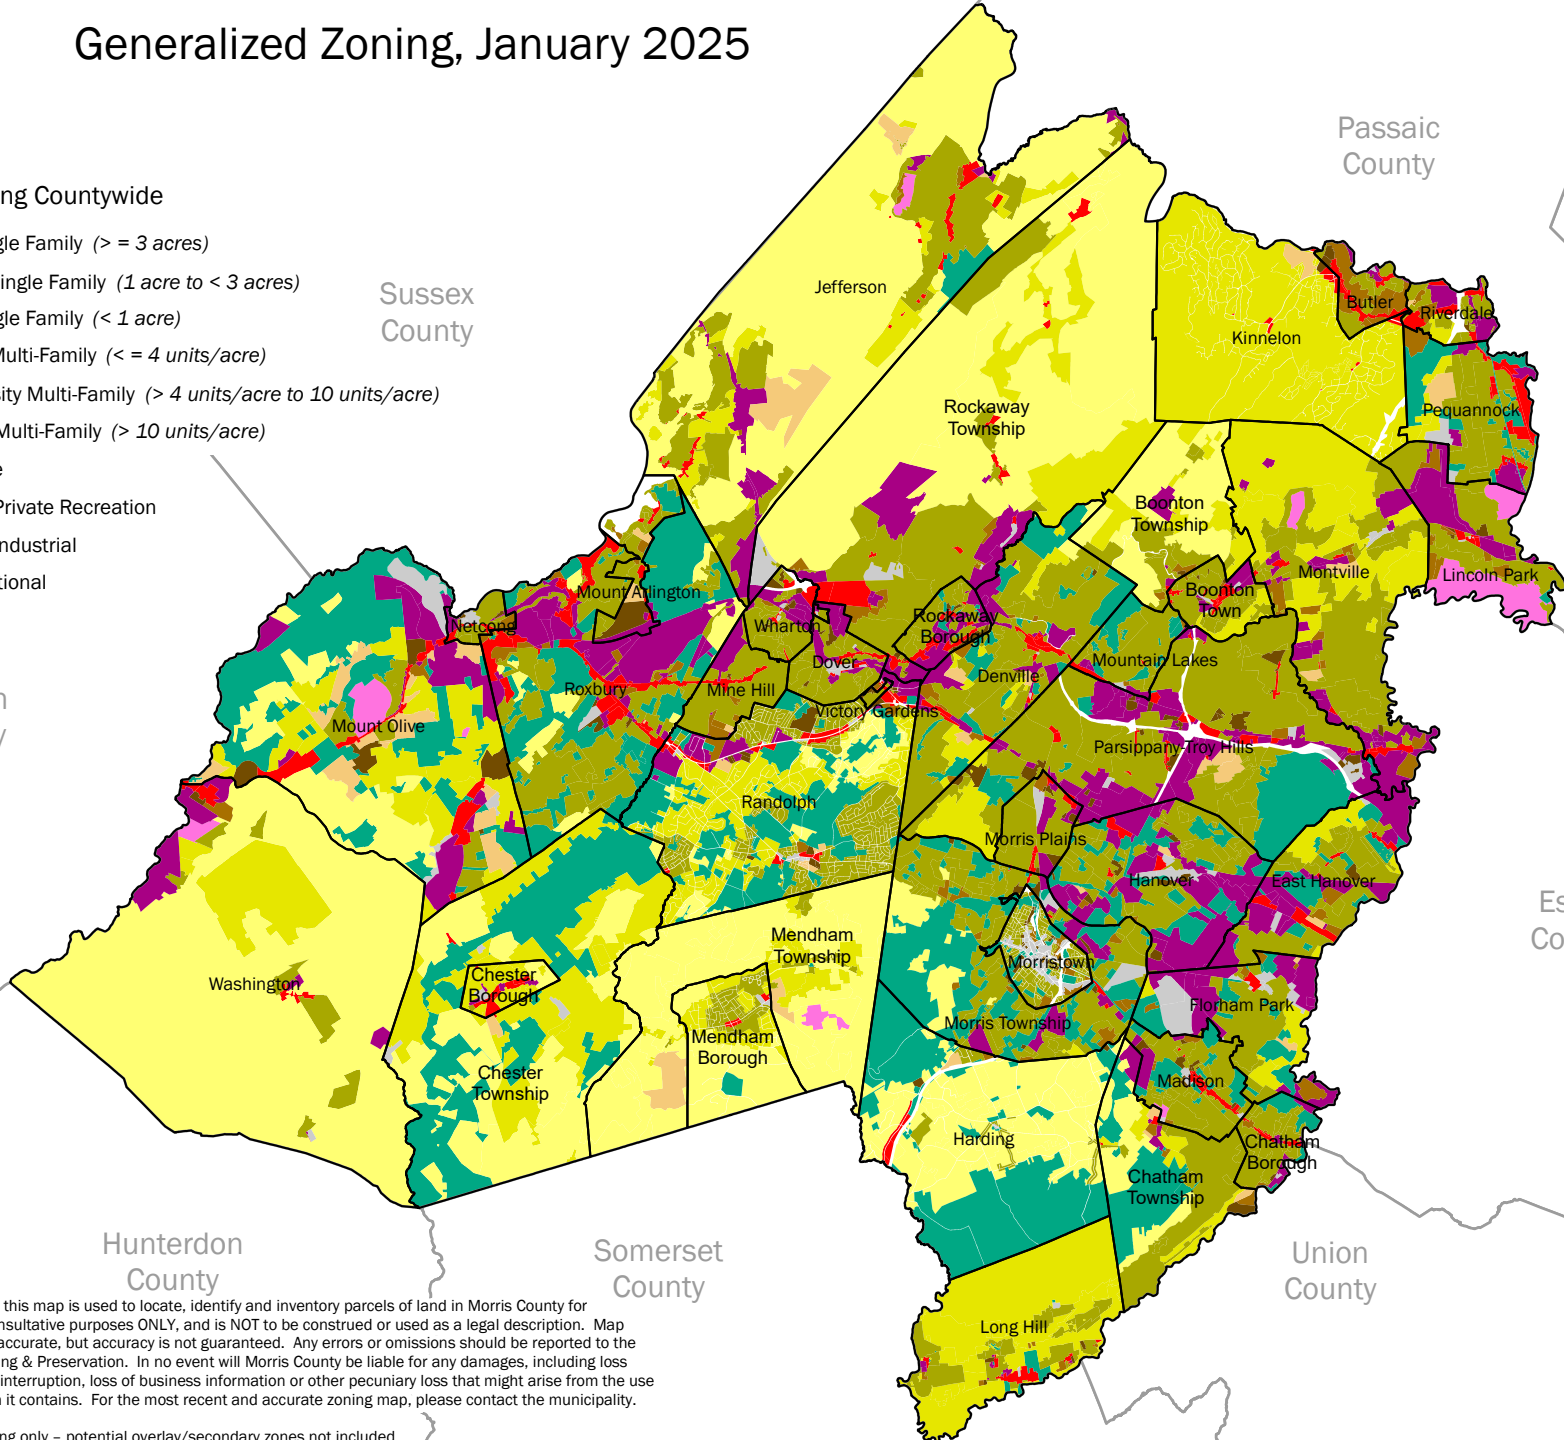 Generalized Zoning, January 2025
ng Countywide
gle Family (> = 3 acres)
ingle Family (1 acre to < 3 acres)
gle Family (< 1 acre)
Multi-Family (< = 4 units/acre)
ity Multi-Family (> 4 units/acre to 10 units/acre)
Multi-Family (> 10 units/acre)
e
Private Recreation
ndustrial
tional
Passaic
County
Sussex
County
Jefferson
Butler
Riverdale
Kinnelon
Rockaway
Township
Pequannock
Boonton
Township
Montville
Lincoln Park
Boonton
Town
Mount Arlington
Netcong
Wharton
Rockaway
Borough
Dover
Mountain Lakes
Denville
Roxbury
Mine Hill
Victory Gardens
Mount Olive
Parsippany-Troy Hills
Randolph
Morris Plains
Hanover
East Hanover
Es
Co
n
y
Mendham
Township
Morristown
Washington
Chester
Borough
Florham Park
Morris Township
Mendham
Borough
Chester
Township
Madison
Harding
Chatham
Borough
Chatham
Township
Hunterdon
County
Somerset
County
Union
County
Long Hill
this map is used to locate, identify and inventory parcels of land in Morris County for
nsultative purposes ONLY, and is NOT to be construed or used as a legal description.  Map
accurate, but accuracy is not guaranteed.  Any errors or omissions should be reported to the
ng & Preservation.  In no event will Morris County be liable for any damages, including loss
interruption, loss of business information or other pecuniary loss that might arise from the use
n it contains.  For the most recent and accurate zoning map, please contact the municipality.
ng only – potential overlay/secondary zones not included